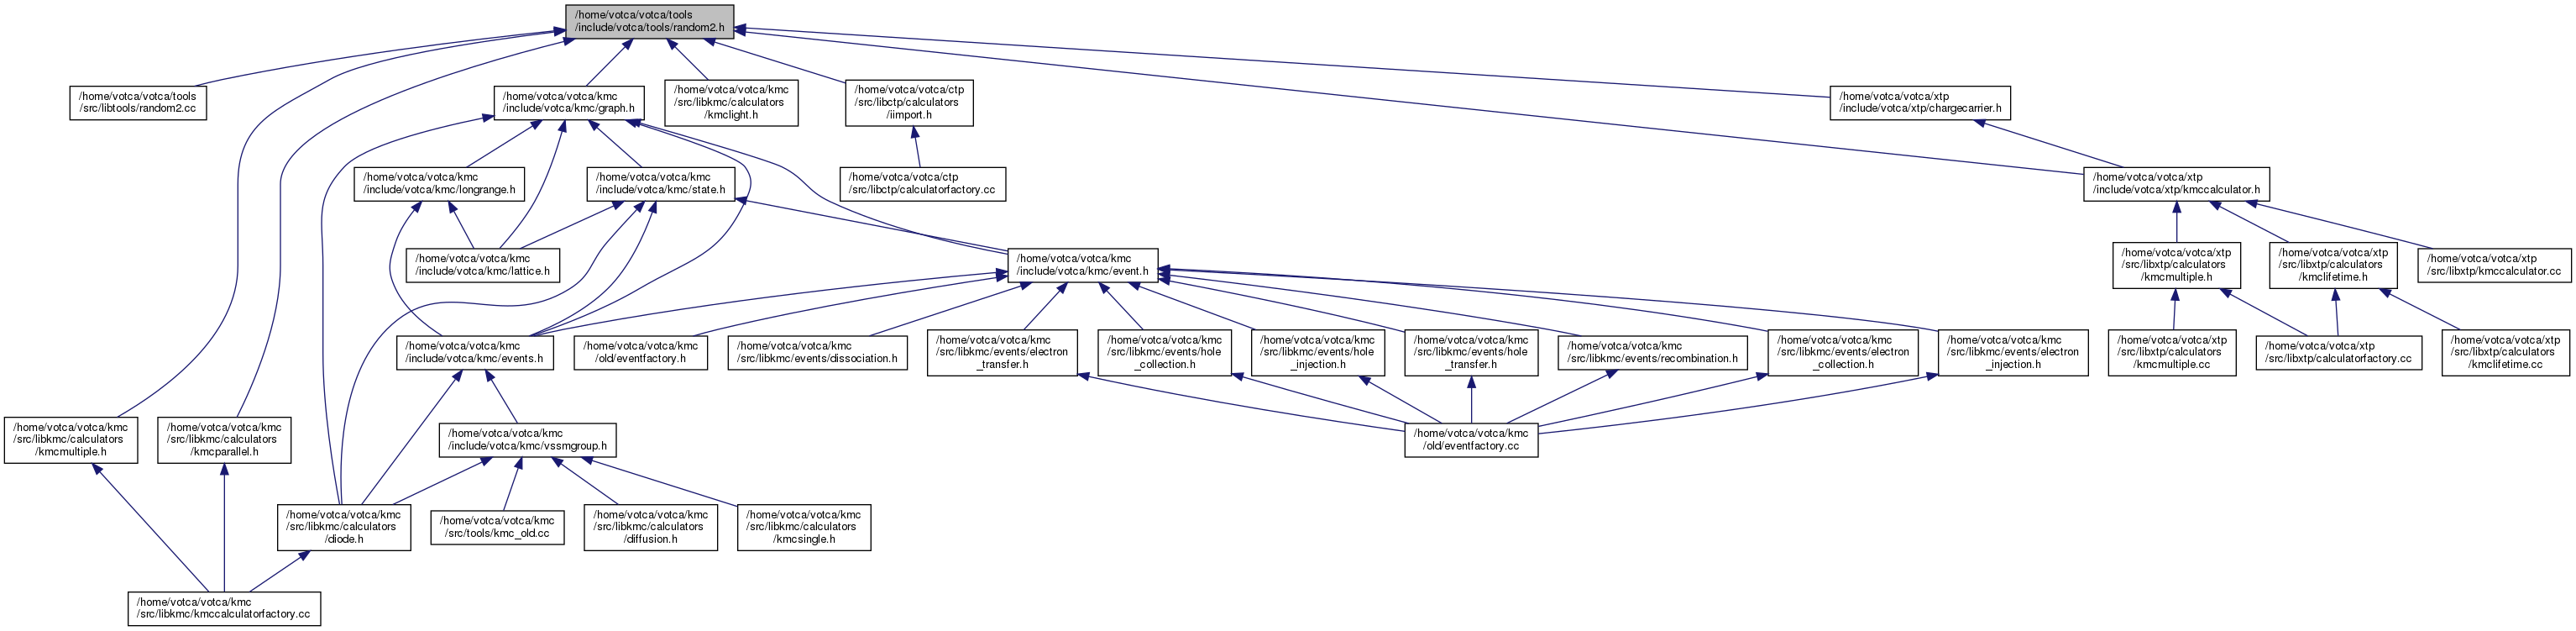 /home/votca/votca/tools
/include/votca/tools/random2.h
/home/votca/votca/tools
/src/libtools/random2.cc
/home/votca/votca/kmc
/include/votca/kmc/graph.h
/home/votca/votca/kmc
/src/libkmc/calculators
/kmclight.h
/home/votca/votca/ctp
/src/libctp/calculators
/iimport.h
/home/votca/votca/xtp
/include/votca/xtp/chargecarrier.h
/home/votca/votca/kmc
/include/votca/kmc/longrange.h
/home/votca/votca/kmc
/include/votca/kmc/state.h
/home/votca/votca/ctp
/src/libctp/calculatorfactory.cc
/home/votca/votca/xtp
/include/votca/xtp/kmccalculator.h
/home/votca/votca/kmc
/include/votca/kmc/lattice.h
/home/votca/votca/kmc
/include/votca/kmc/event.h
/home/votca/votca/xtp
/src/libxtp/calculators
/kmcmultiple.h
/home/votca/votca/xtp
/src/libxtp/calculators
/kmclifetime.h
/home/votca/votca/xtp
/src/libxtp/kmccalculator.cc
/home/votca/votca/kmc
/include/votca/kmc/events.h
/home/votca/votca/kmc
/old/eventfactory.h
/home/votca/votca/kmc
/src/libkmc/events/dissociation.h
/home/votca/votca/kmc
/src/libkmc/events/electron
_transfer.h
/home/votca/votca/kmc
/src/libkmc/events/hole
_collection.h
/home/votca/votca/kmc
/src/libkmc/events/hole
_injection.h
/home/votca/votca/kmc
/src/libkmc/events/hole
_transfer.h
/home/votca/votca/kmc
/src/libkmc/events/recombination.h
/home/votca/votca/kmc
/src/libkmc/events/electron
_collection.h
/home/votca/votca/kmc
/src/libkmc/events/electron
_injection.h
/home/votca/votca/xtp
/src/libxtp/calculators
/kmcmultiple.cc
/home/votca/votca/xtp
/src/libxtp/calculatorfactory.cc
/home/votca/votca/xtp
/src/libxtp/calculators
/kmclifetime.cc
/home/votca/votca/kmc
/src/libkmc/calculators
/kmcmultiple.h
/home/votca/votca/kmc
/src/libkmc/calculators
/kmcparallel.h
/home/votca/votca/kmc
/include/votca/kmc/vssmgroup.h
/home/votca/votca/kmc
/old/eventfactory.cc
/home/votca/votca/kmc
/src/libkmc/calculators
/diode.h
/home/votca/votca/kmc
/src/tools/kmc_old.cc
/home/votca/votca/kmc
/src/libkmc/calculators
/diffusion.h
/home/votca/votca/kmc
/src/libkmc/calculators
/kmcsingle.h
/home/votca/votca/kmc
/src/libkmc/kmccalculatorfactory.cc